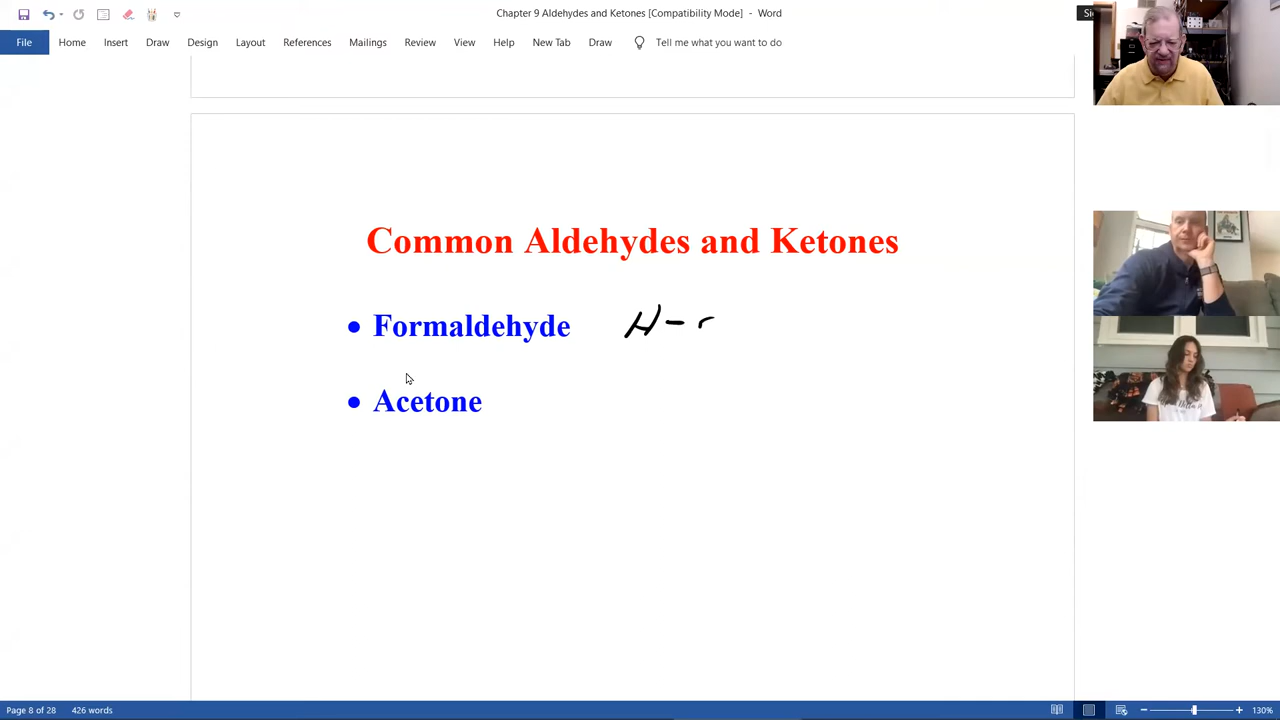 Chapter 9 Aldehydes and Ketones [Compatibility Mode] - Word
File Home Insert Draw Design Layout References Mailings Review View Help New Tab Draw Tell me what you want to do
Common Aldehydes and Ketones
• Formaldehyde H-
• Acetone
Page 8 of 28 426 words
130%